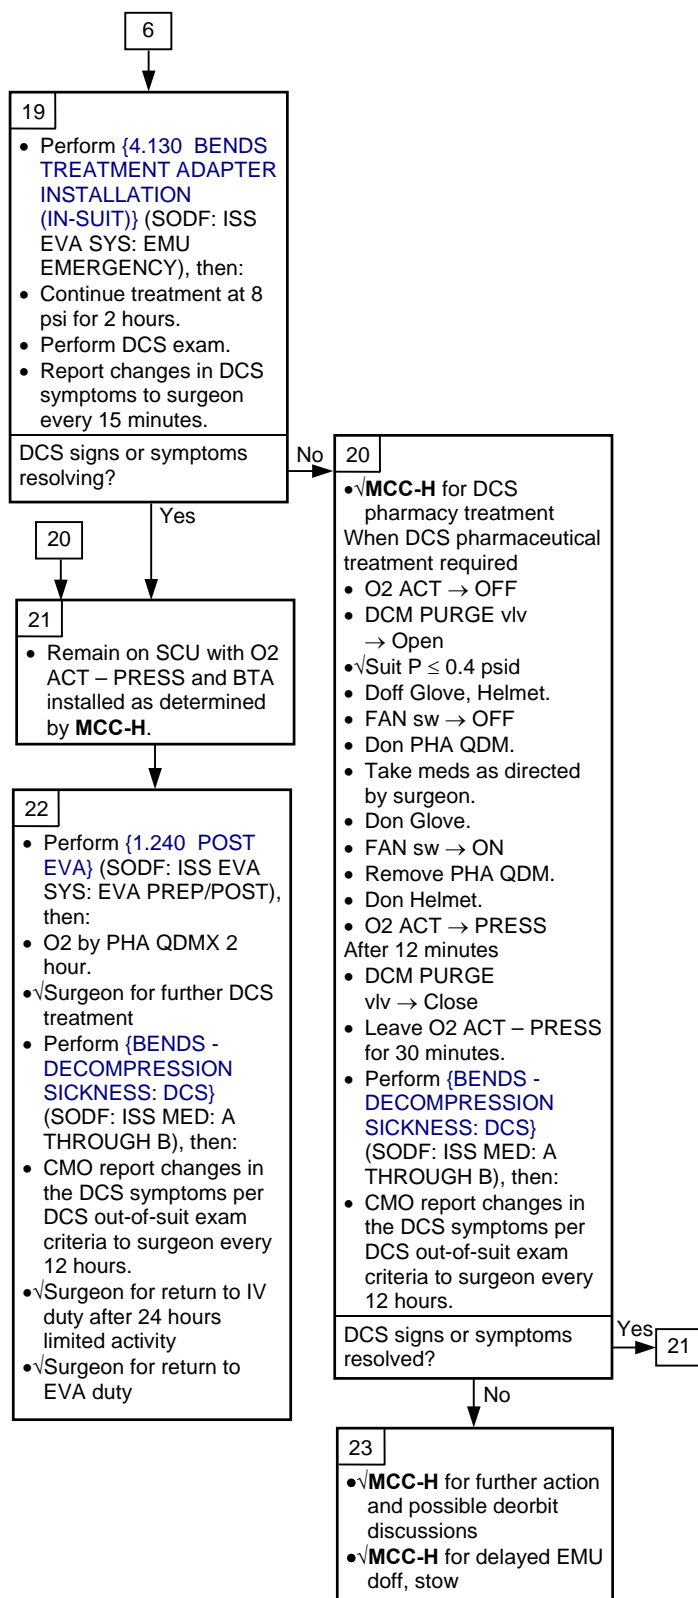 6
19
• Perform {4.130 BENDS
TREATMENT ADAPTER
INSTALLATION
(IN-SUIT)} (SODF: ISS
EVA SYS: EMU
EMERGENCY), then:
• Continue treatment at 8
psi for 2 hours.
• Perform DCS exam.
• Report changes in DCS
symptoms to surgeon
every 15 minutes.
DCS signs or symptoms
resolving?
No
Yes
20
21
• Remain on SCU with O2
ACT – PRESS and BTA
installed as determined
by MCC-H.
22
• Perform {1.240 POST
EVA} (SODF: ISS EVA
SYS: EVA PREP/POST),
then:
• O2 by PHA QDMX 2
hour.
•√Surgeon for further DCS
treatment
• Perform {BENDS -
DECOMPRESSION
SICKNESS: DCS}
(SODF: ISS MED: A
THROUGH B), then:
• CMO report changes in
the DCS symptoms per
DCS out-of-suit exam
criteria to surgeon every
12 hours.
•√Surgeon for return to IV
duty after 24 hours
limited activity
•√Surgeon for return to
EVA duty
20
•√MCC-H for DCS
pharmacy treatment
When DCS pharmaceutical
treatment required
• O2 ACT → OFF
• DCM PURGE vlv
→ Open
•√Suit P ≤ 0.4 psid
• Doff Glove, Helmet.
• FAN sw → OFF
• Don PHA QDM.
• Take meds as directed
by surgeon.
• Don Glove.
• FAN sw → ON
• Remove PHA QDM.
• Don Helmet.
• O2 ACT → PRESS
After 12 minutes
• DCM PURGE
vlv → Close
• Leave O2 ACT – PRESS
for 30 minutes.
• Perform {BENDS -
DECOMPRESSION
SICKNESS: DCS}
(SODF: ISS MED: A
THROUGH B), then:
• CMO report changes in
the DCS symptoms per
DCS out-of-suit exam
criteria to surgeon every
12 hours.
DCS signs or symptoms
resolved?
Yes
21
No
23
•√MCC-H for further action
and possible deorbit
discussions
•√MCC-H for delayed EMU
doff, stow